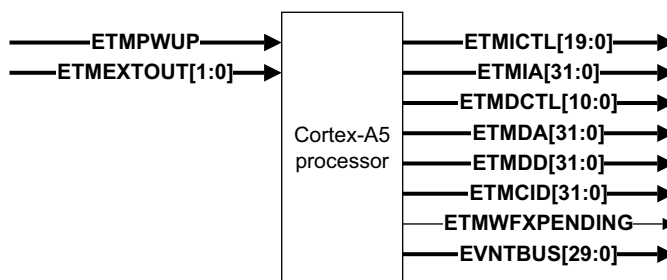 ETMPWUP
ETMEXTOUT[1:0]
Cortex-A5
processor
ETMICTL[19:0]
ETMIA[31:0]
ETMDCTL[10:0]
ETMDA[31:0]
ETMDD[31:0]
ETMCID[31:0]
ETMWFXPENDING
EVNTBUS[29:0]